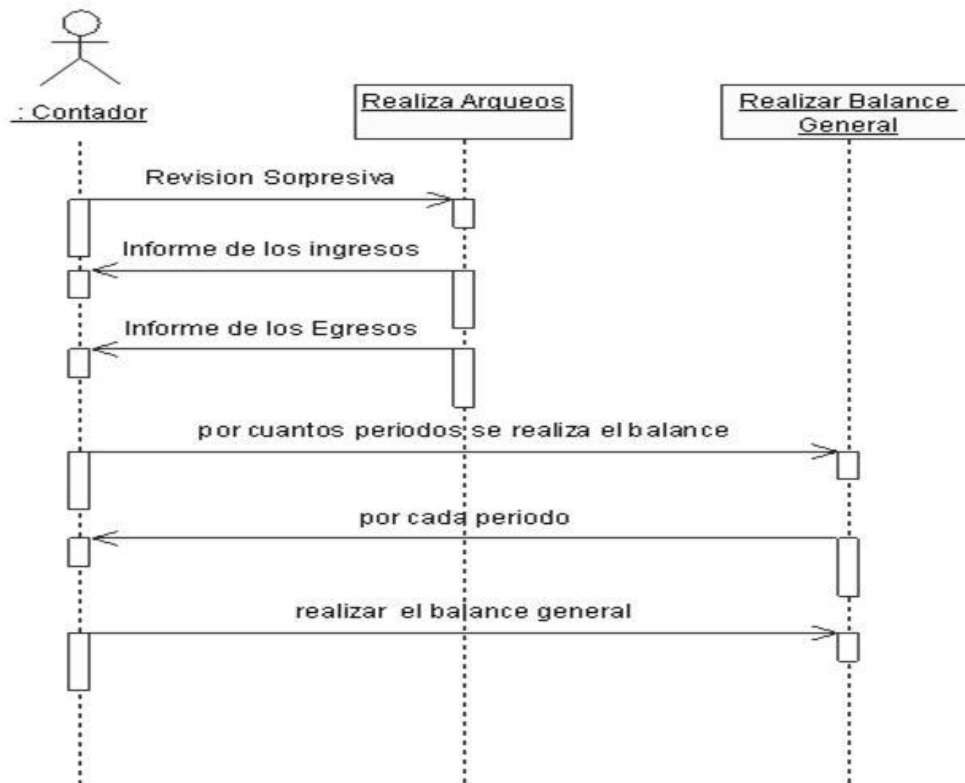 : Contador
Realiza Arqueos
Realizar Balance
General
Revision Sorpresiva
Informe de los ingresos
Informe de los Egresos
por cuantos periodos se realiza el balance
por cada periodo
realizar el balance general